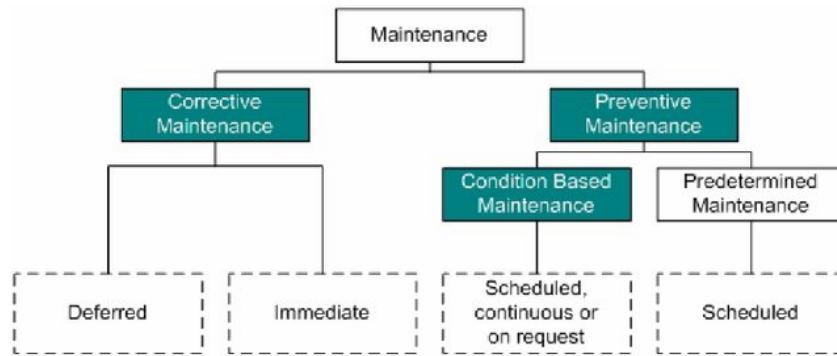 Maintenance
Corrective
Maintenance
Preventive
Maintenance
Condition Based
Maintenance
Predetermined
Maintenance
Deferred
Immediate
Scheduled,
continuous or
on request
Scheduled